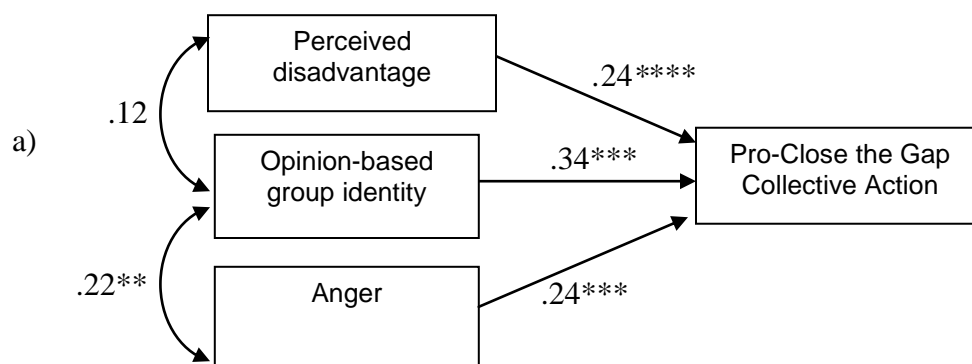 Perceived
disadvantage
.24****
.12
a)
Opinion-based
group identity
.34***
Pro-Close the Gap
Collective Action
.22**
Anger
.24***